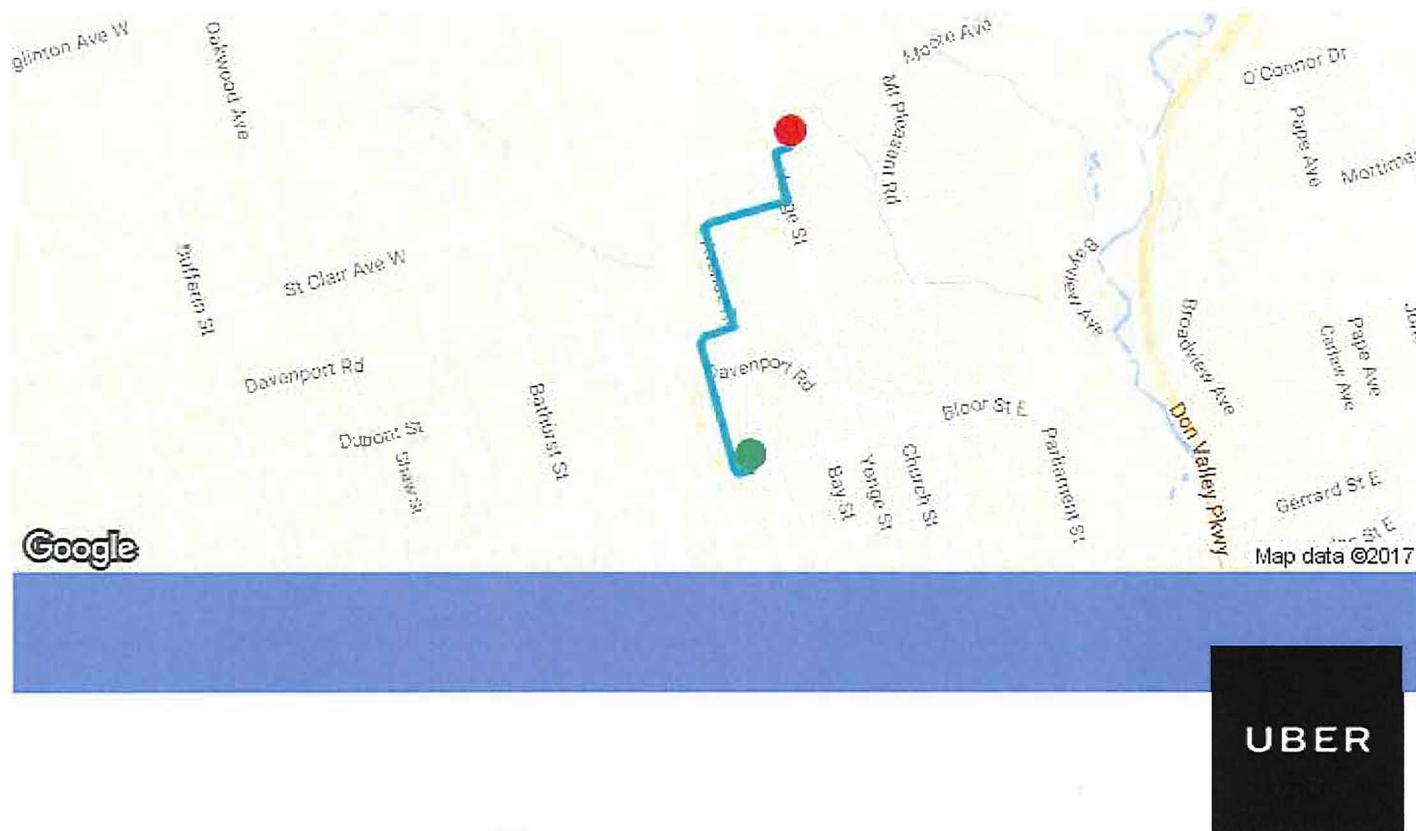 glinton Ave W
Oakwood Ave
Moore Ave
O'Connor Dr
Mt Pleasant Rd
Pape Ave
Dufferin St
St Clair Ave W
Bayview Ave
Broadview Ave
Pape Ave
Carlaw Ave
Davenport Rd
Davenport Rd
Bathurst St
Dupont St
Shaw St
Bloor St E
Bay St
Yonge St
Church St
Parliament St
Don Valley Pkwy
Gerrard St E
Google
Map data ©2017
UBER